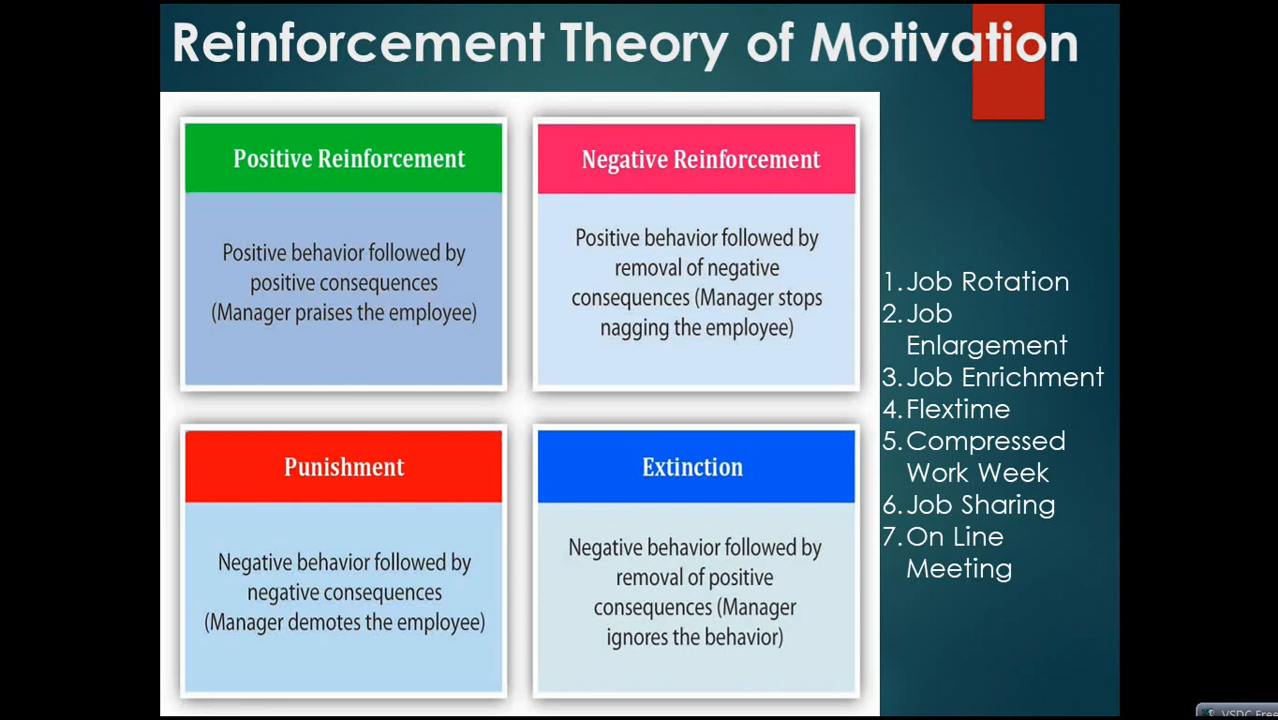 Reinforcement Theory of Motivation
Positive Reinforcement
Positive behavior followed by
positive consequences
(Manager praises the employee)
Negative Reinforcement
Positive behavior followed by
removal of negative
consequences (Manager stops
nagging the employee)
Punishment
Negative behavior followed by
negative consequences
(Manager demotes the employee)
Extinction
Negative behavior followed by
removal of positive
consequences (Manager
ignores the behavior)
1.Job Rotation
2.Job
Enlargement
3.Job Enrichment
4.Flextime
5.Compressed
Work Week
6.Job Sharing
7.On Line
Meeting
VSDC Free